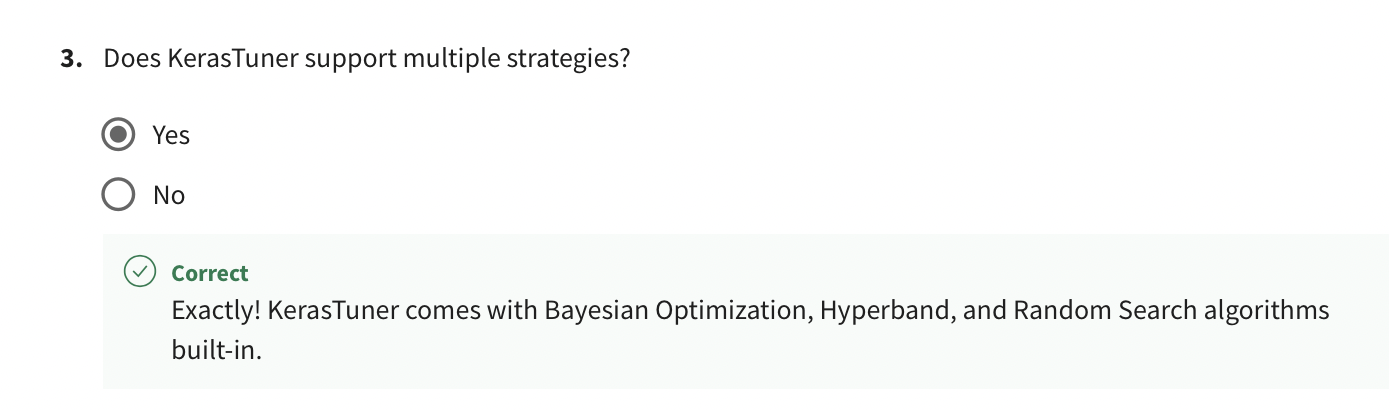 3. Does KerasTuner support multiple strategies?
Yes
No
Correct
Exactly! KerasTuner comes with Bayesian Optimization, Hyperband, and Random Search algorithms
built-in.